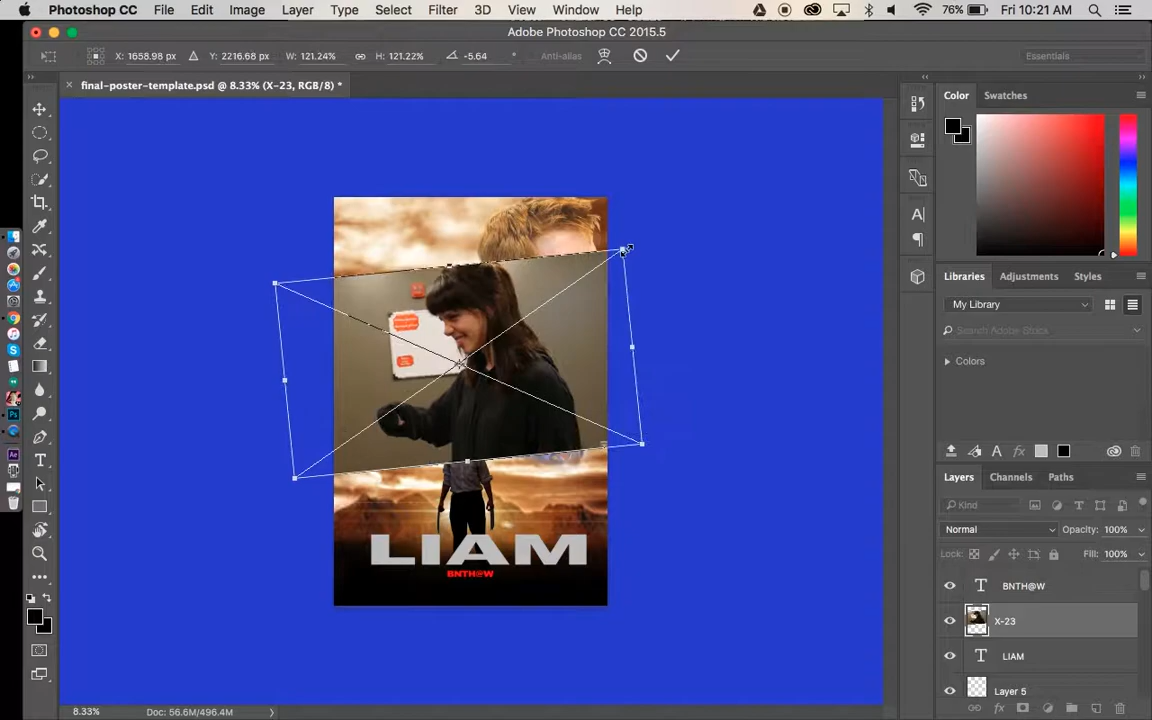 Photoshop CC File Edit Image Layer Type Select Filter 3D View Window Help 76% Fri 10:21 AM
Adobe Photoshop CC 2015.5
X: 1658.98 px Y: 2216.68 px W: 121.24% H: 121.22% -5.64 ° Anti-alias Essentials
final-poster-template.psd @ 8.33% (X-23, RGB/8) *
Color Swatches
Libraries Adjustments Styles
My Library
Search Adobe Stock
Colors
Layers Channels Paths
Kind
Normal Opacity: 100%
Lock: Fill: 100%
BNTH@W
X-23
LIAM
Layer 5
LIAM
BNTH@W
8.33% Doc: 56.6M/496.4M